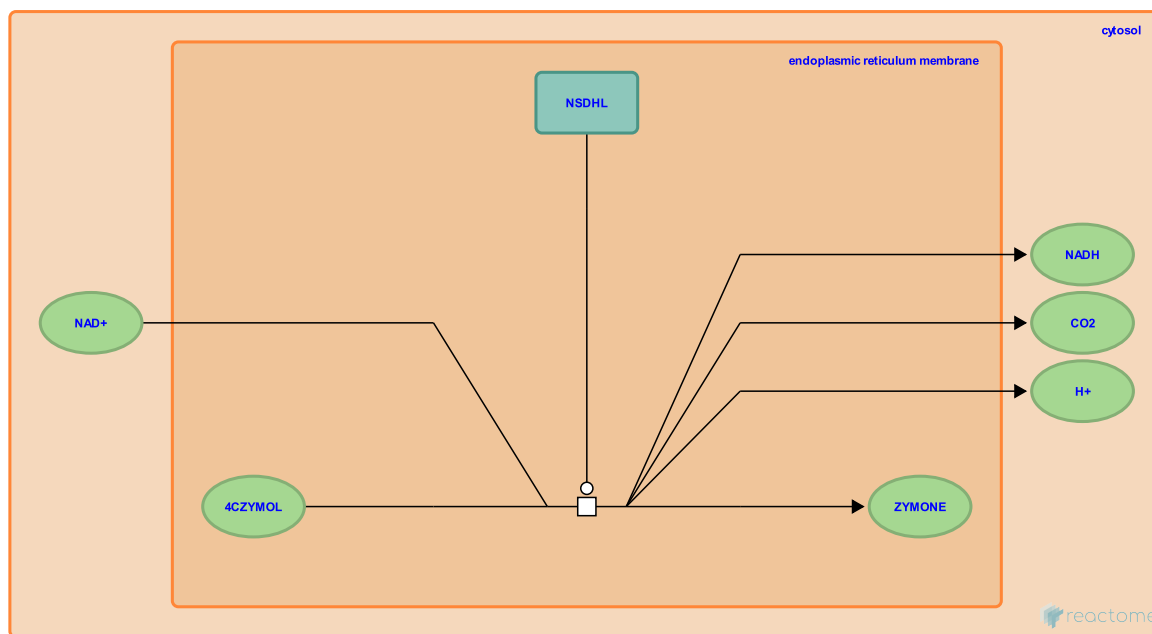 cytosol
endoplasmic reticulum membrane
NSDHL
NADH
NAD+
CO2
H+
4CZYMOL
ZYMONE
reactome